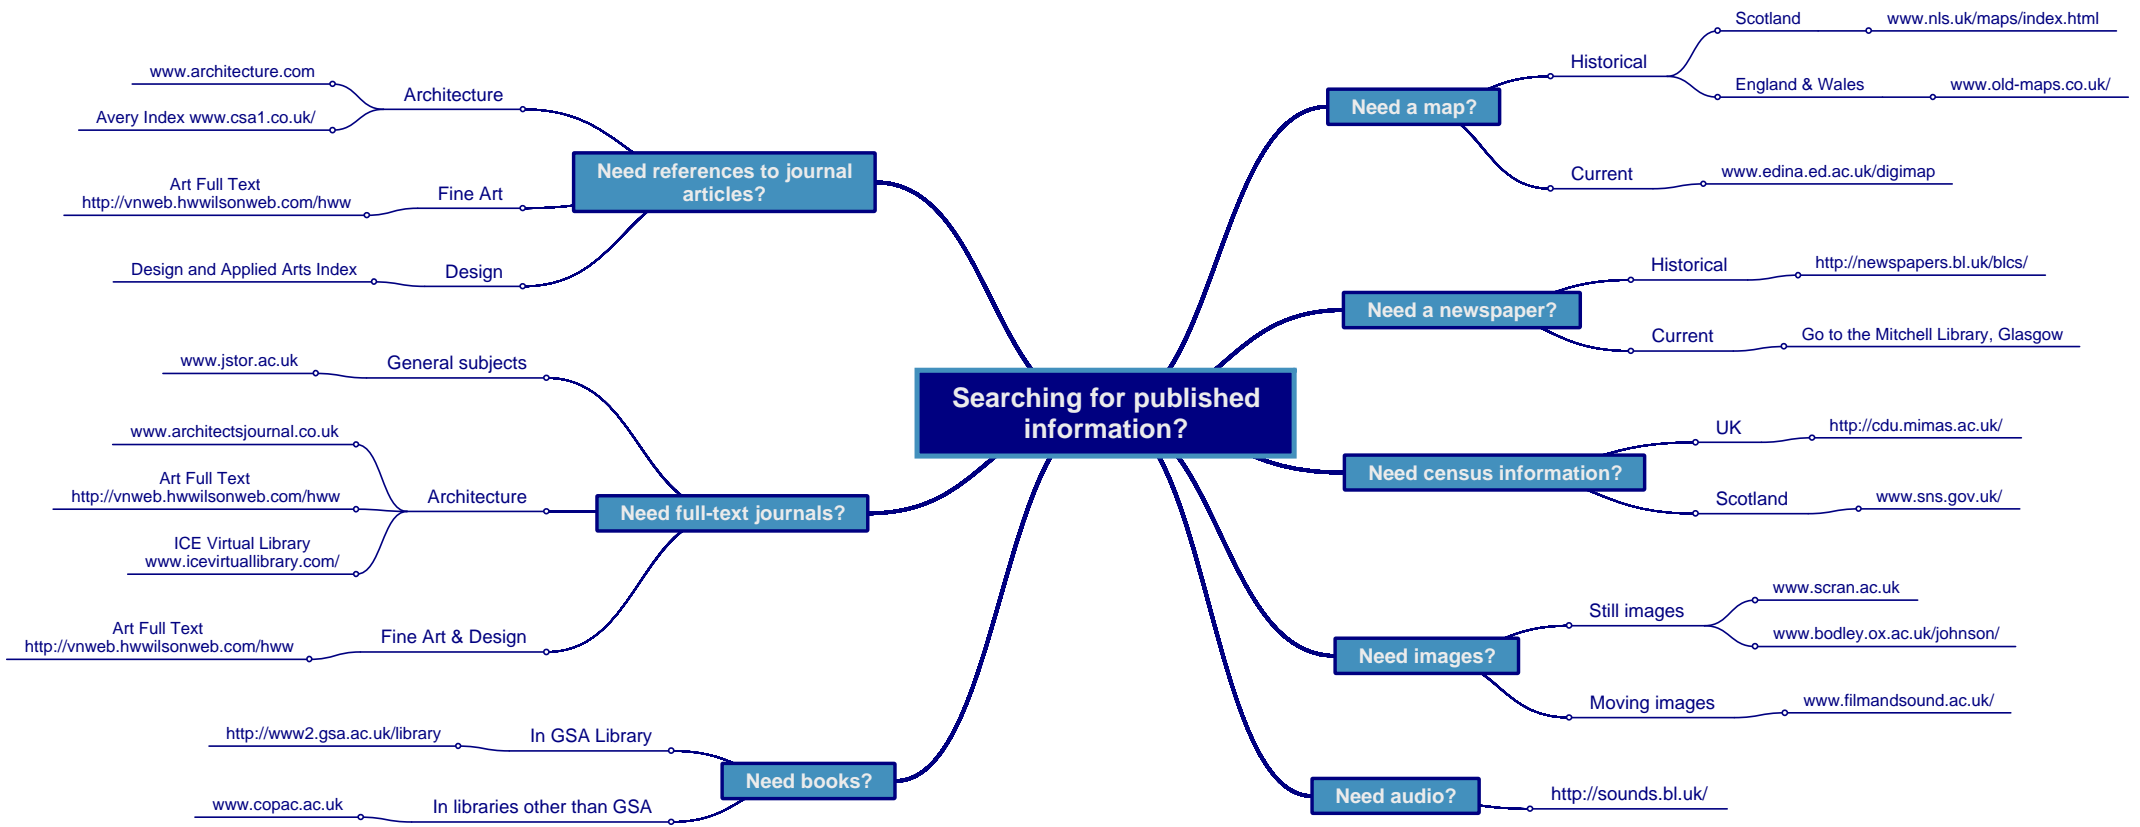 Searching for published
information?
Need references to journal
articles?
Architecture
www.architecture.com
Avery Index www.csa1.co.uk/
Fine Art
Art Full Text
http://vnweb.hwwilsonweb.com/hww
Design
Design and Applied Arts Index
Need full-text journals?
General subjects
www.jstor.ac.uk
Architecture
www.architectsjournal.co.uk
Art Full Text
http://vnweb.hwwilsonweb.com/hww
ICE Virtual Library
www.icevirtuallibrary.com/
Fine Art & Design
Art Full Text
http://vnweb.hwwilsonweb.com/hww
Need books?
In GSA Library
http://www2.gsa.ac.uk/library
In libraries other than GSA
www.copac.ac.uk
Need a map?
Historical
Scotland
www.nls.uk/maps/index.html
England & Wales
www.old-maps.co.uk/
Current
www.edina.ed.ac.uk/digimap
Need a newspaper?
Historical
http://newspapers.bl.uk/blcs/
Current
Go to the Mitchell Library, Glasgow
Need census information?
UK
http://cdu.mimas.ac.uk/
Scotland
www.sns.gov.uk/
Need images?
Still images
www.scran.ac.uk
www.bodley.ox.ac.uk/johnson/
Moving images
www.filmandsound.ac.uk/
Need audio?
http://sounds.bl.uk/